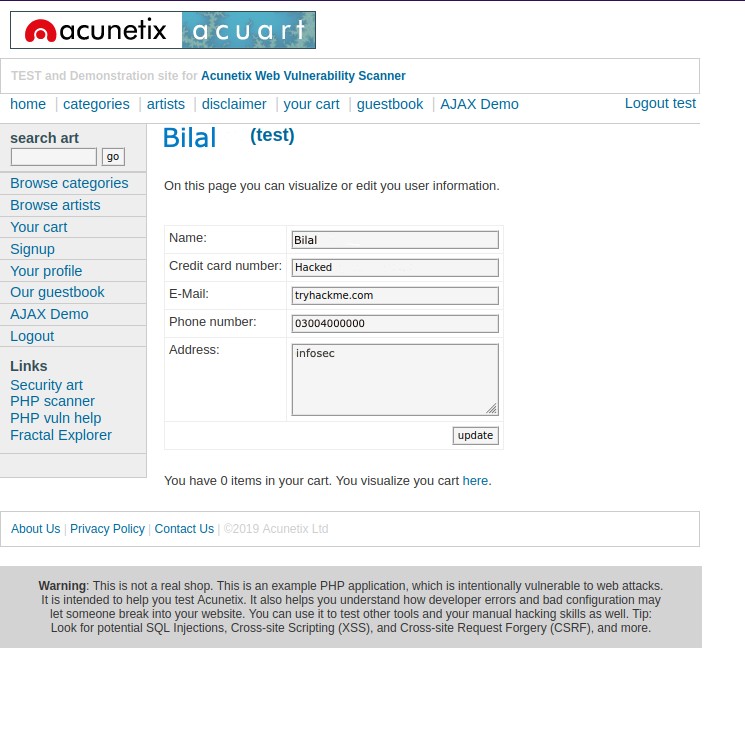 acunetix acuart
TEST and Demonstration site for Acunetix Web Vulnerability Scanner
home | categories | artists | disclaimer | your cart | guestbook | AJAX Demo
Logout test
search art
go
Browse categories
Browse artists
Your cart
Signup
Your profile
Our guestbook
AJAX Demo
Logout
Links
Security art
PHP scanner
PHP vuln help
Fractal Explorer
Bilal (test)
On this page you can visualize or edit you user information.
Name: Bilal
Credit card number: Hacked
E-Mail: tryhackme.com
Phone number: 03004000000
Address: infosec
update
You have 0 items in your cart. You visualize you cart here.
About Us | Privacy Policy | Contact Us | ©2019 Acunetix Ltd
Warning: This is not a real shop. This is an example PHP application, which is intentionally vulnerable to web attacks.
It is intended to help you test Acunetix. It also helps you understand how developer errors and bad configuration may
let someone break into your website. You can use it to test other tools and your manual hacking skills as well. Tip:
Look for potential SQL Injections, Cross-site Scripting (XSS), and Cross-site Request Forgery (CSRF), and more.